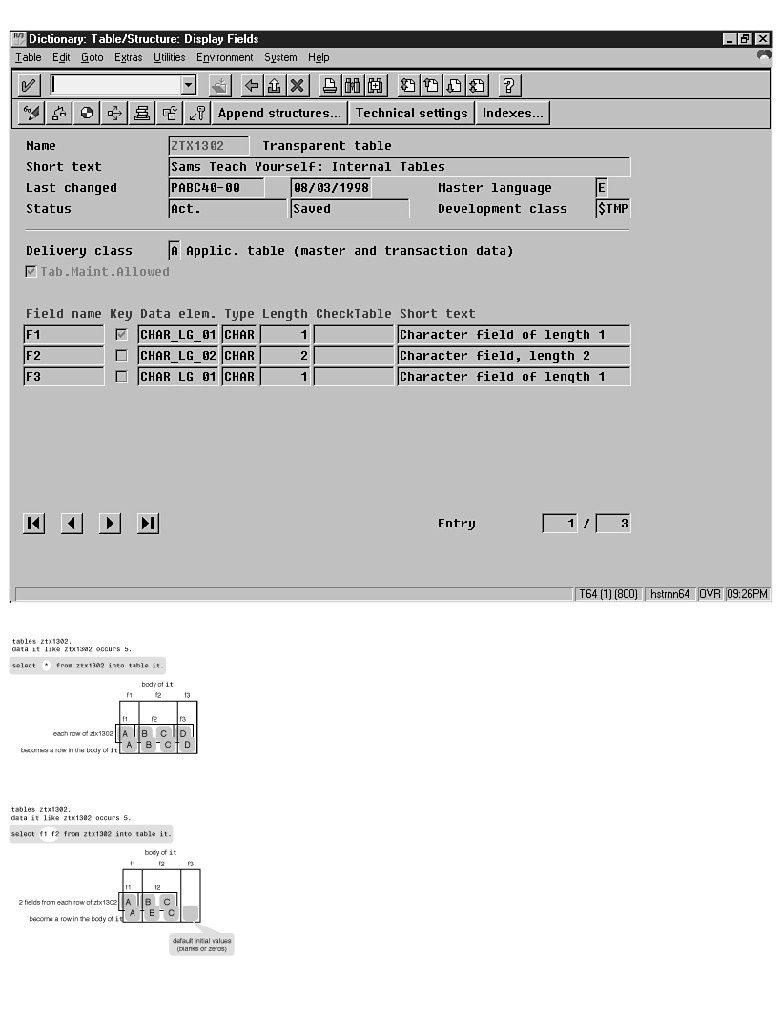 Dictionary: Table/Structure: Display Fields
Table Edit Goto Extras Utilities Environment System Help
Append structures... Technical settings Indexes...
Name ZTX1302 Transparent table
Short text Sams Teach Yourself: Internal Tables
Last changed PABC40-00 08/03/1998 Master language E
Status Act. Saved Development class $TMP
Delivery class A Applic. table (master and transaction data)
Tab.Maint.Allowed
Field name Key Data elem. Type Length CheckTable Short text
F1 CHAR_LG_01 CHAR 1 Character field of length 1
F2 CHAR_LG_02 CHAR 2 Character field, length 2
F3 CHAR LG 01 CHAR 1 Character field of length 1
Entry 1 / 3
T64 (1) (800) hstrnn64 OVR 09:26PM
tables ztx1302.
data it like ztx1302 occurs 5.
select * from ztx1302 into table it.
body of it
f1 f2 f3
f1 f2 f3
each row of ztx1302 A B C D
becomes a row in the body of it A B C D
tables ztx1302.
data it like ztx1302 occurs 5.
select f1 f2 from ztx1302 into table it.
body of it
f f2 f3
f1 f2
2 fields from each row of ztx1302 A B C
become a row in the body of it A E C
default initial values
(blanks or zeros)